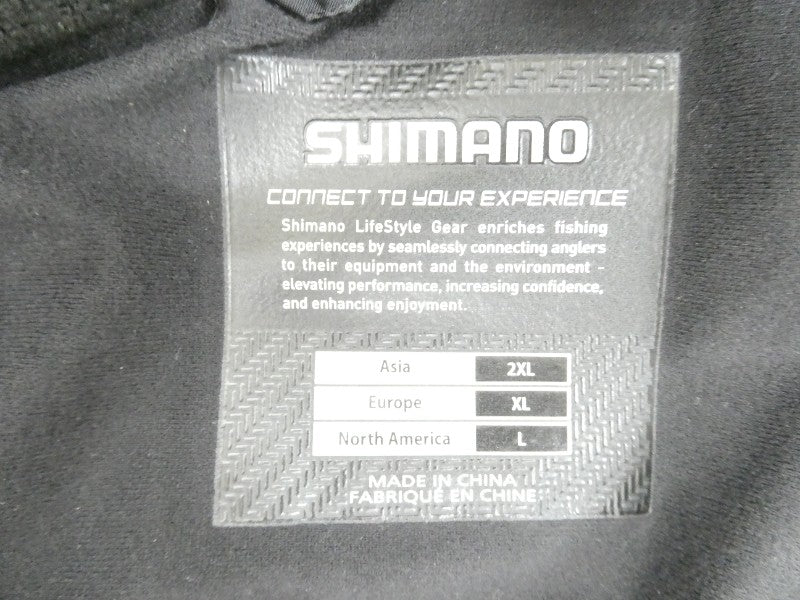 SHIMANO
CONNECT TO YOUR EXPERIENCE
Shimano LifeStyle Gear enriches fishing
experiences by seamlessly connecting anglers
to their equipment and the environment -
elevating performance, increasing confidence,
and enhancing enjoyment.
Asia 2XL
Europe XL
North America L
MADE IN CHINA
FABRIQUÉ EN CHINE